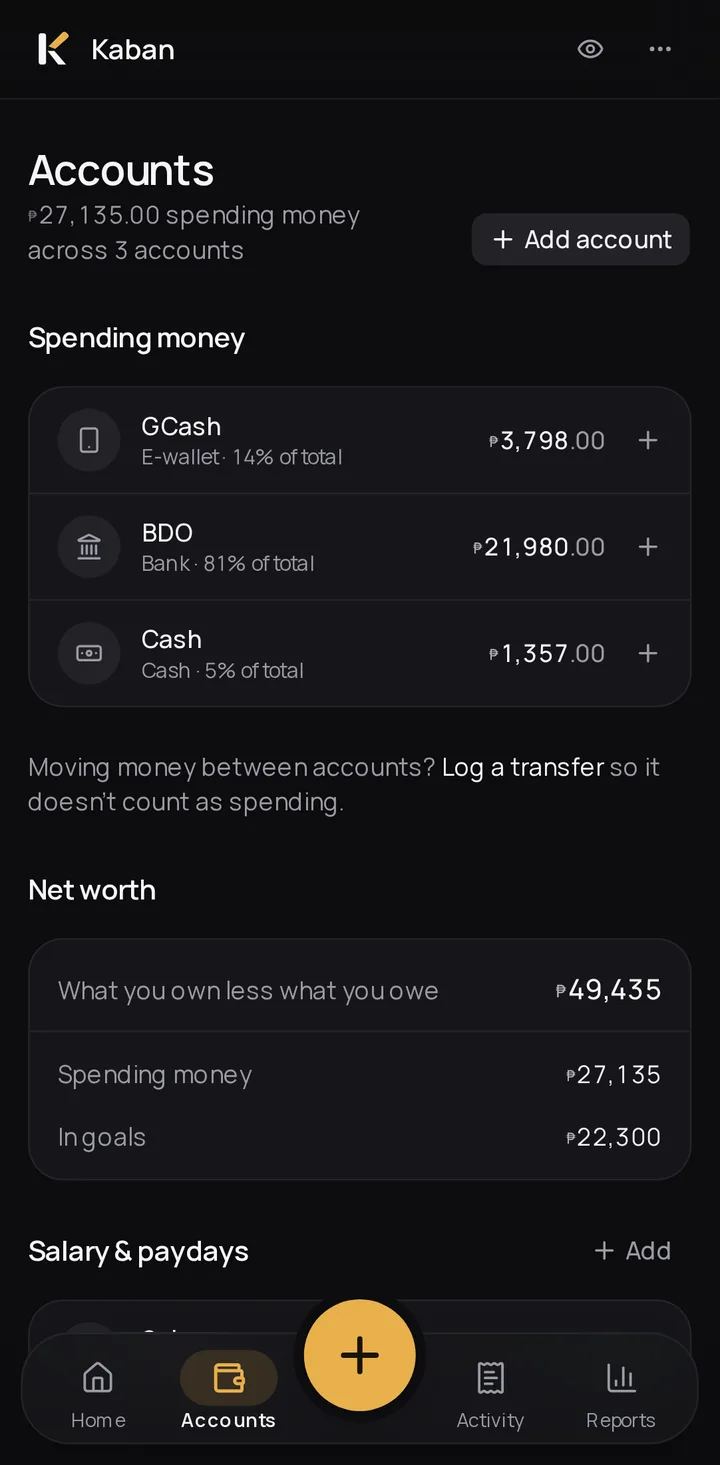 Kaban
Accounts
₱27,135.00 spending money
across 3 accounts
+ Add account
Spending money
GCash
E-wallet · 14% of total
₱3,798.00
BDO
Bank · 81% of total
₱21,980.00
Cash
Cash · 5% of total
₱1,357.00
Moving money between accounts? Log a transfer so it
doesn't count as spending.
Net worth
What you own less what you owe
₱49,435
Spending money
₱27,135
In goals
₱22,300
Salary & paydays
+ Add
Home
Accounts
Activity
Reports